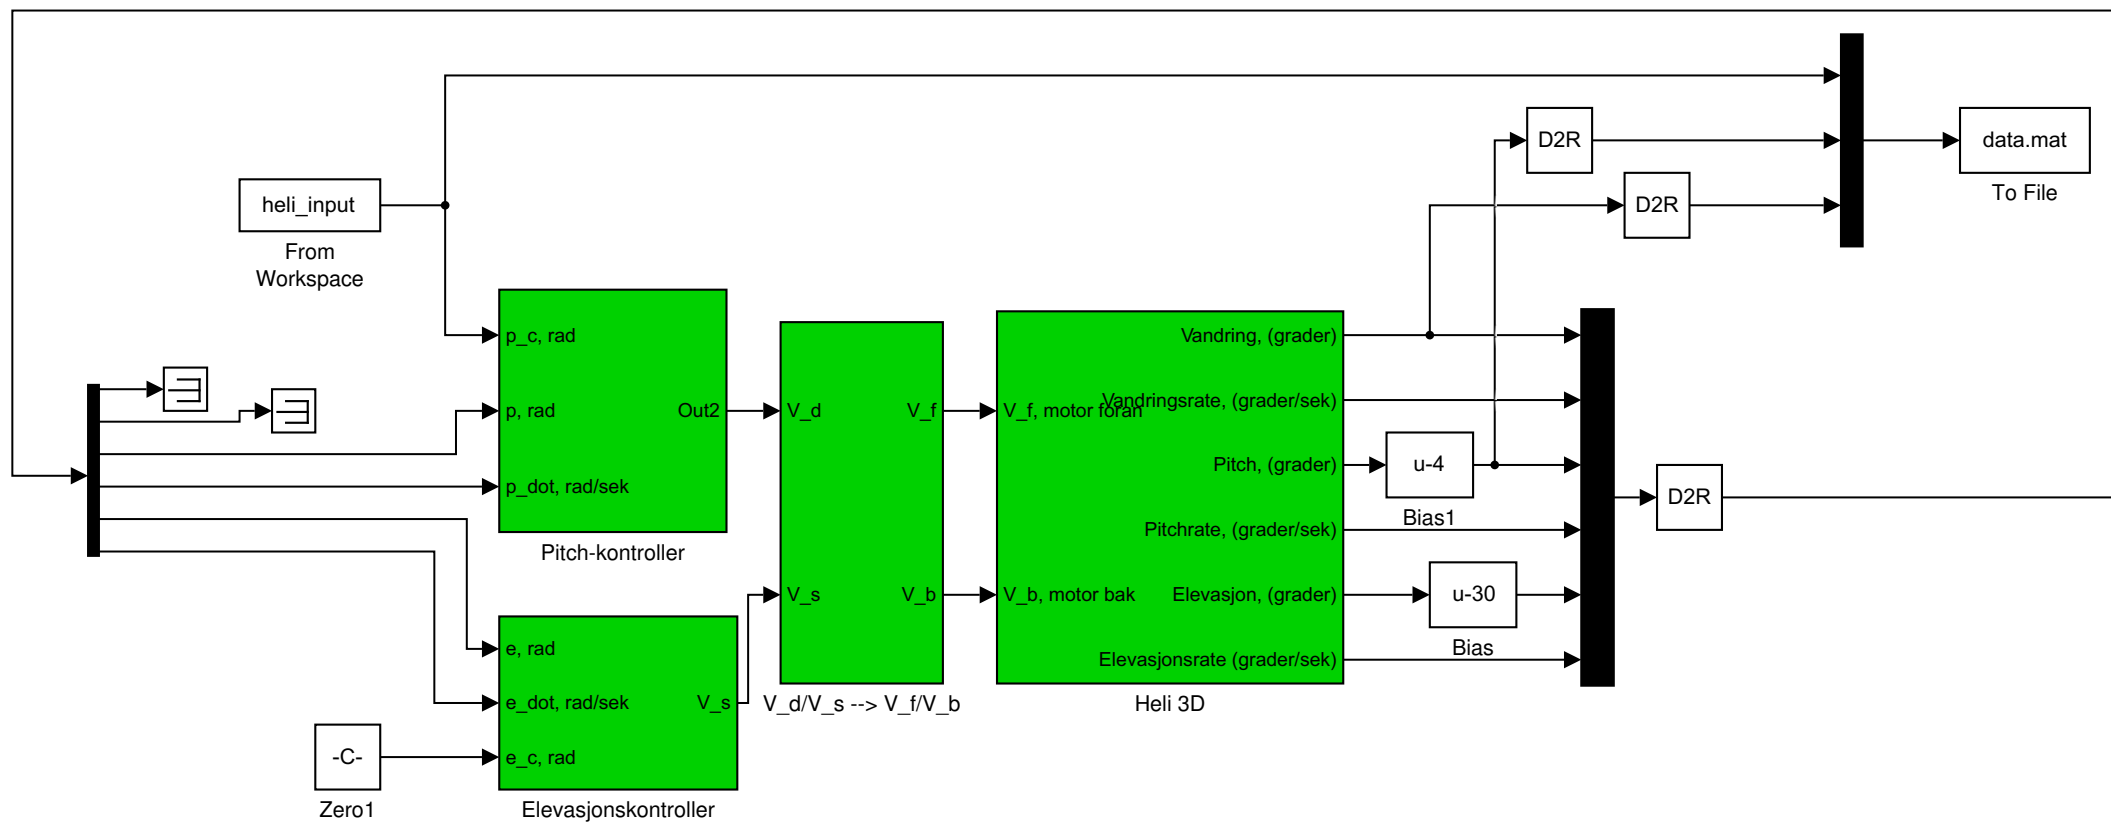 D2R
data.mat
To File
D2R
heli_input
From
Workspace
p_c, rad
p, rad
p_dot, rad/sek
Out2
Pitch-kontroller
V_d
V_s
V_f
V_b
V_d/V_s --> V_f/V_b
V_f, motor foran
V_b, motor bak
Vandring, (grader)
Vandringsrate, (grader/sek)
Pitch, (grader)
Pitchrate, (grader/sek)
Elevasjon, (grader)
Elevasjonsrate (grader/sek)
Heli 3D
u-4
Bias1
u-30
Bias
D2R
e, rad
e_dot, rad/sek
e_c, rad
V_s
Elevasjonskontroller
-C-
Zero1